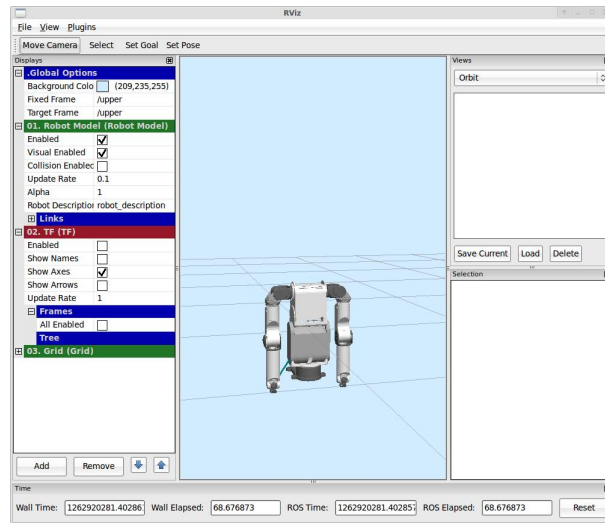 RViz
File View Plugins
Move Camera Select Set Goal Set Pose
Displays
.Global Options
Background Colo (209,235,255)
Fixed Frame /upper
Target Frame /upper
01. Robot Model (Robot Model)
Enabled
Visual Enabled
Collision Enablec
Update Rate 0.1
Alpha 1
Robot Description robot_description
Links
02. TF (TF)
Enabled
Show Names
Show Axes
Show Arrows
Update Rate 1
Frames
All Enabled
Tree
03. Grid (Grid)
Add Remove
Views
Orbit
Save Current Load Delete
Selection
Time
Wall Time: 1262920281.40286 Wall Elapsed: 68.676873 ROS Time: 1262920281.402857 ROS Elapsed: 68.676873 Reset